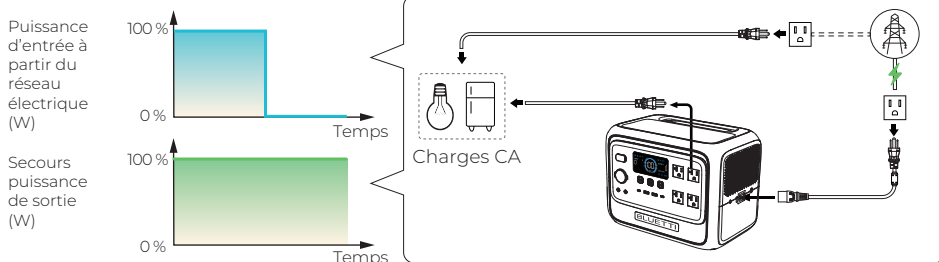 Puissance
d'entrée à
partir du
réseau
électrique
(W)
100 %
0 %
Temps
Secours
puissance
de sortie
(W)
100 %
0 %
Temps
Charges CA
BLUETTI